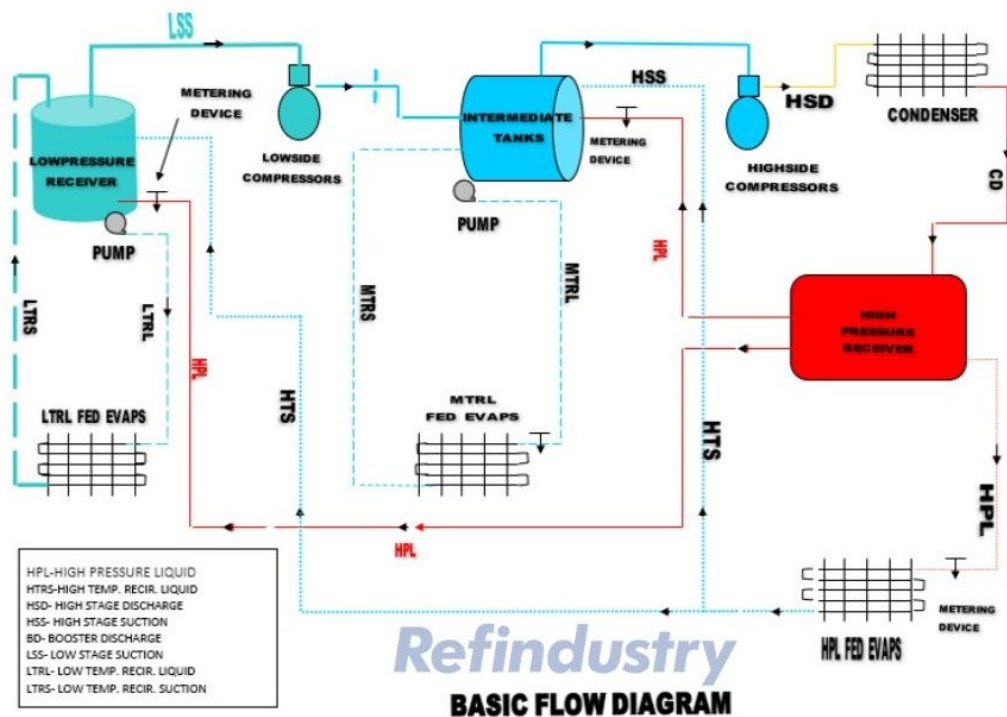 LSS
METERING
DEVICE
LOWPRESSURE
RECEIVER
PUMP
LOWSIDE
COMPRESSORS
INTERMEDIATE
TANKS
HSS
METERING
DEVICE
PUMP
HSD
HIGHSIDE
COMPRESSORS
CONDENSER
CD
LTRS
LTRL
HPL
HTS
MTRS
MTRL
HPL
HTS
HIGH
PRESSURE
RECEIVER
HPL
LTRL FED EVAPS
MTRL
FED EVAPS
HPL
HPL FED EVAPS
METERING
DEVICE
HPL-HIGH PRESSURE LIQUID
HTRS-HIGH TEMP. RECIR. LIQUID
HSD- HIGH STAGE DISCHARGE
HSS- HIGH STAGE SUCTION
BD- BOOSTER DISCHARGE
LSS- LOW STAGE SUCTION
LTRL- LOW TEMP. RECIR. LIQUID
LTRS- LOW TEMP. RECIR. SUCTION
Refindustry
BASIC FLOW DIAGRAM